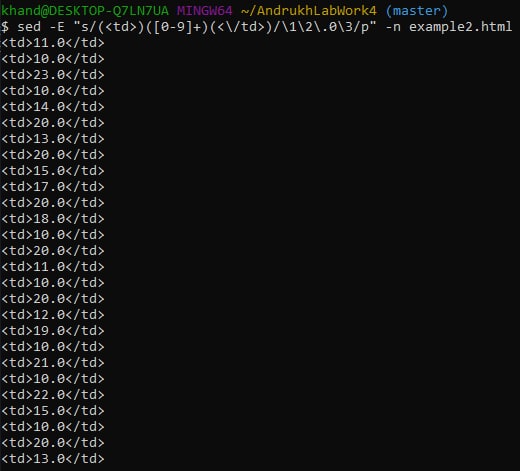 khand@DESKTOP-Q7LN7UA MINGW64 ~/AndrukhLabWork4 (master)
$ sed -E "s/(<td>)([0-9]+)(<\/td>)/\1\2\.0\3/p" -n example2.html
<td>11.0</td>
<td>10.0</td>
<td>23.0</td>
<td>10.0</td>
<td>14.0</td>
<td>20.0</td>
<td>13.0</td>
<td>20.0</td>
<td>15.0</td>
<td>17.0</td>
<td>20.0</td>
<td>18.0</td>
<td>10.0</td>
<td>20.0</td>
<td>11.0</td>
<td>10.0</td>
<td>20.0</td>
<td>12.0</td>
<td>19.0</td>
<td>10.0</td>
<td>21.0</td>
<td>10.0</td>
<td>22.0</td>
<td>15.0</td>
<td>10.0</td>
<td>20.0</td>
<td>13.0</td>